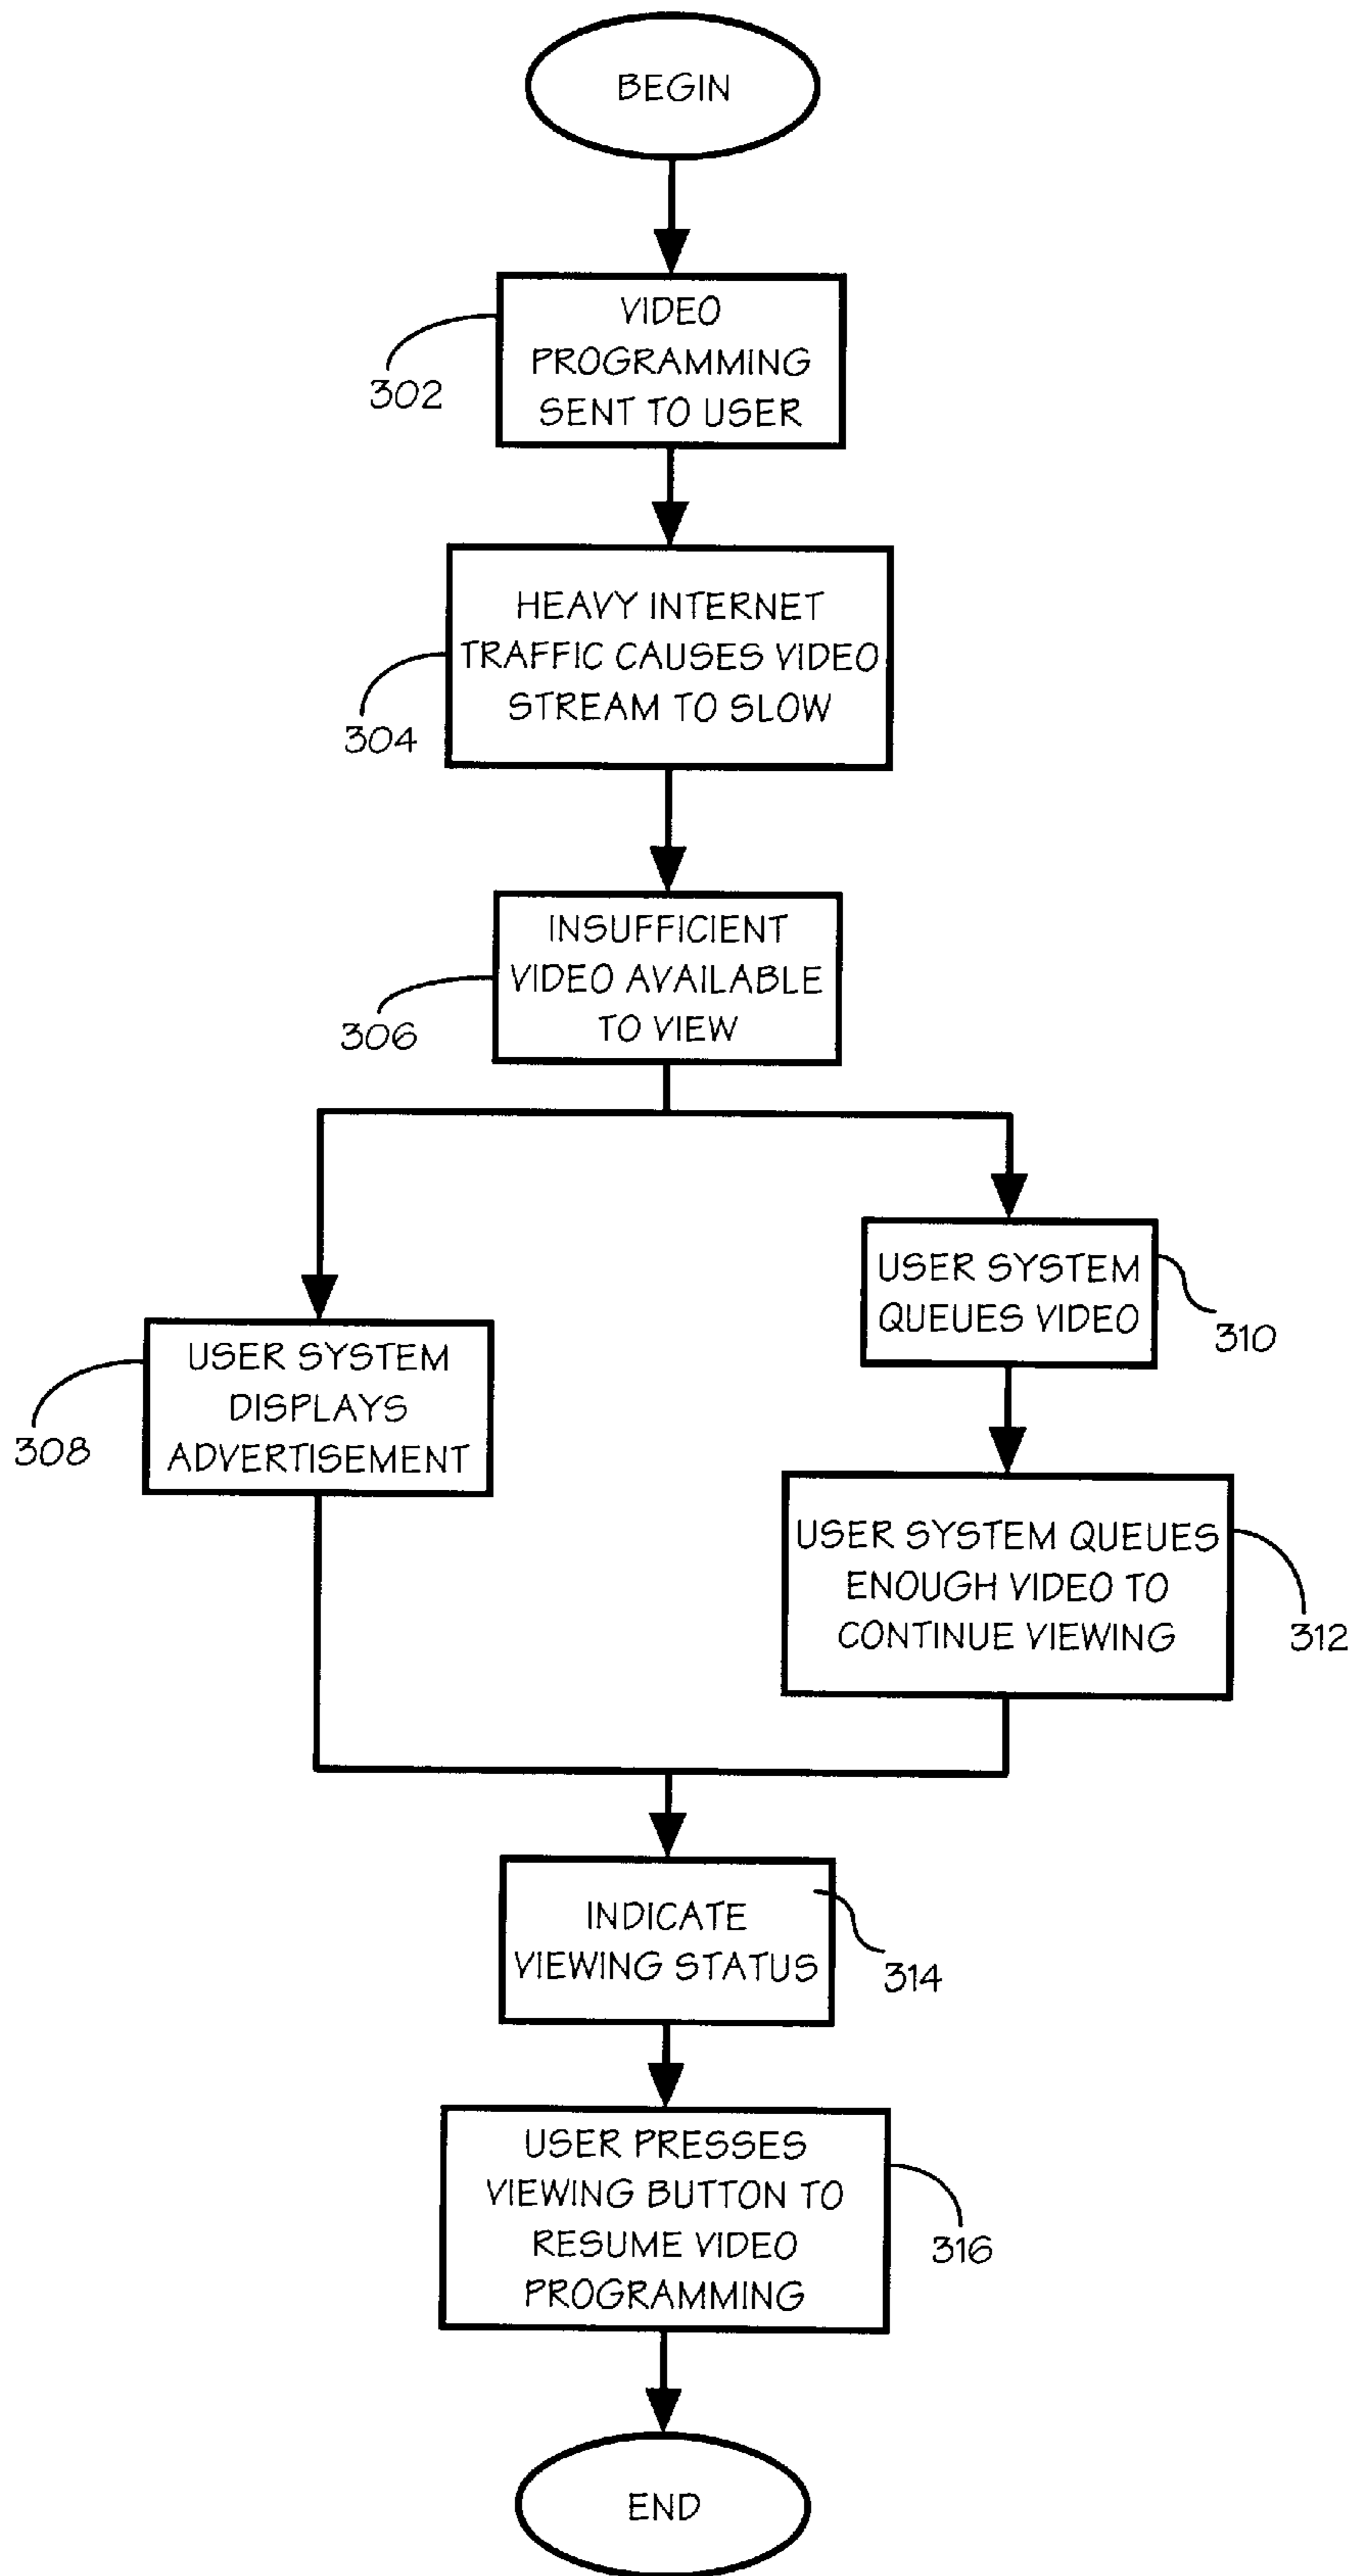 BEGIN
VIDEO
PROGRAMMING
SENT TO USER
302
HEAVY INTERNET
TRAFFIC CAUSES VIDEO
STREAM TO SLOW
304
INSUFFICIENT
VIDEO AVAILABLE
TO VIEW
306
USER SYSTEM
DISPLAYS
ADVERTISEMENT
308
USER SYSTEM
QUEUES VIDEO
310
USER SYSTEM QUEUES
ENOUGH VIDEO TO
CONTINUE VIEWING
312
INDICATE
VIEWING STATUS
314
USER PRESSES
VIEWING BUTTON TO
RESUME VIDEO
PROGRAMMING
316
END